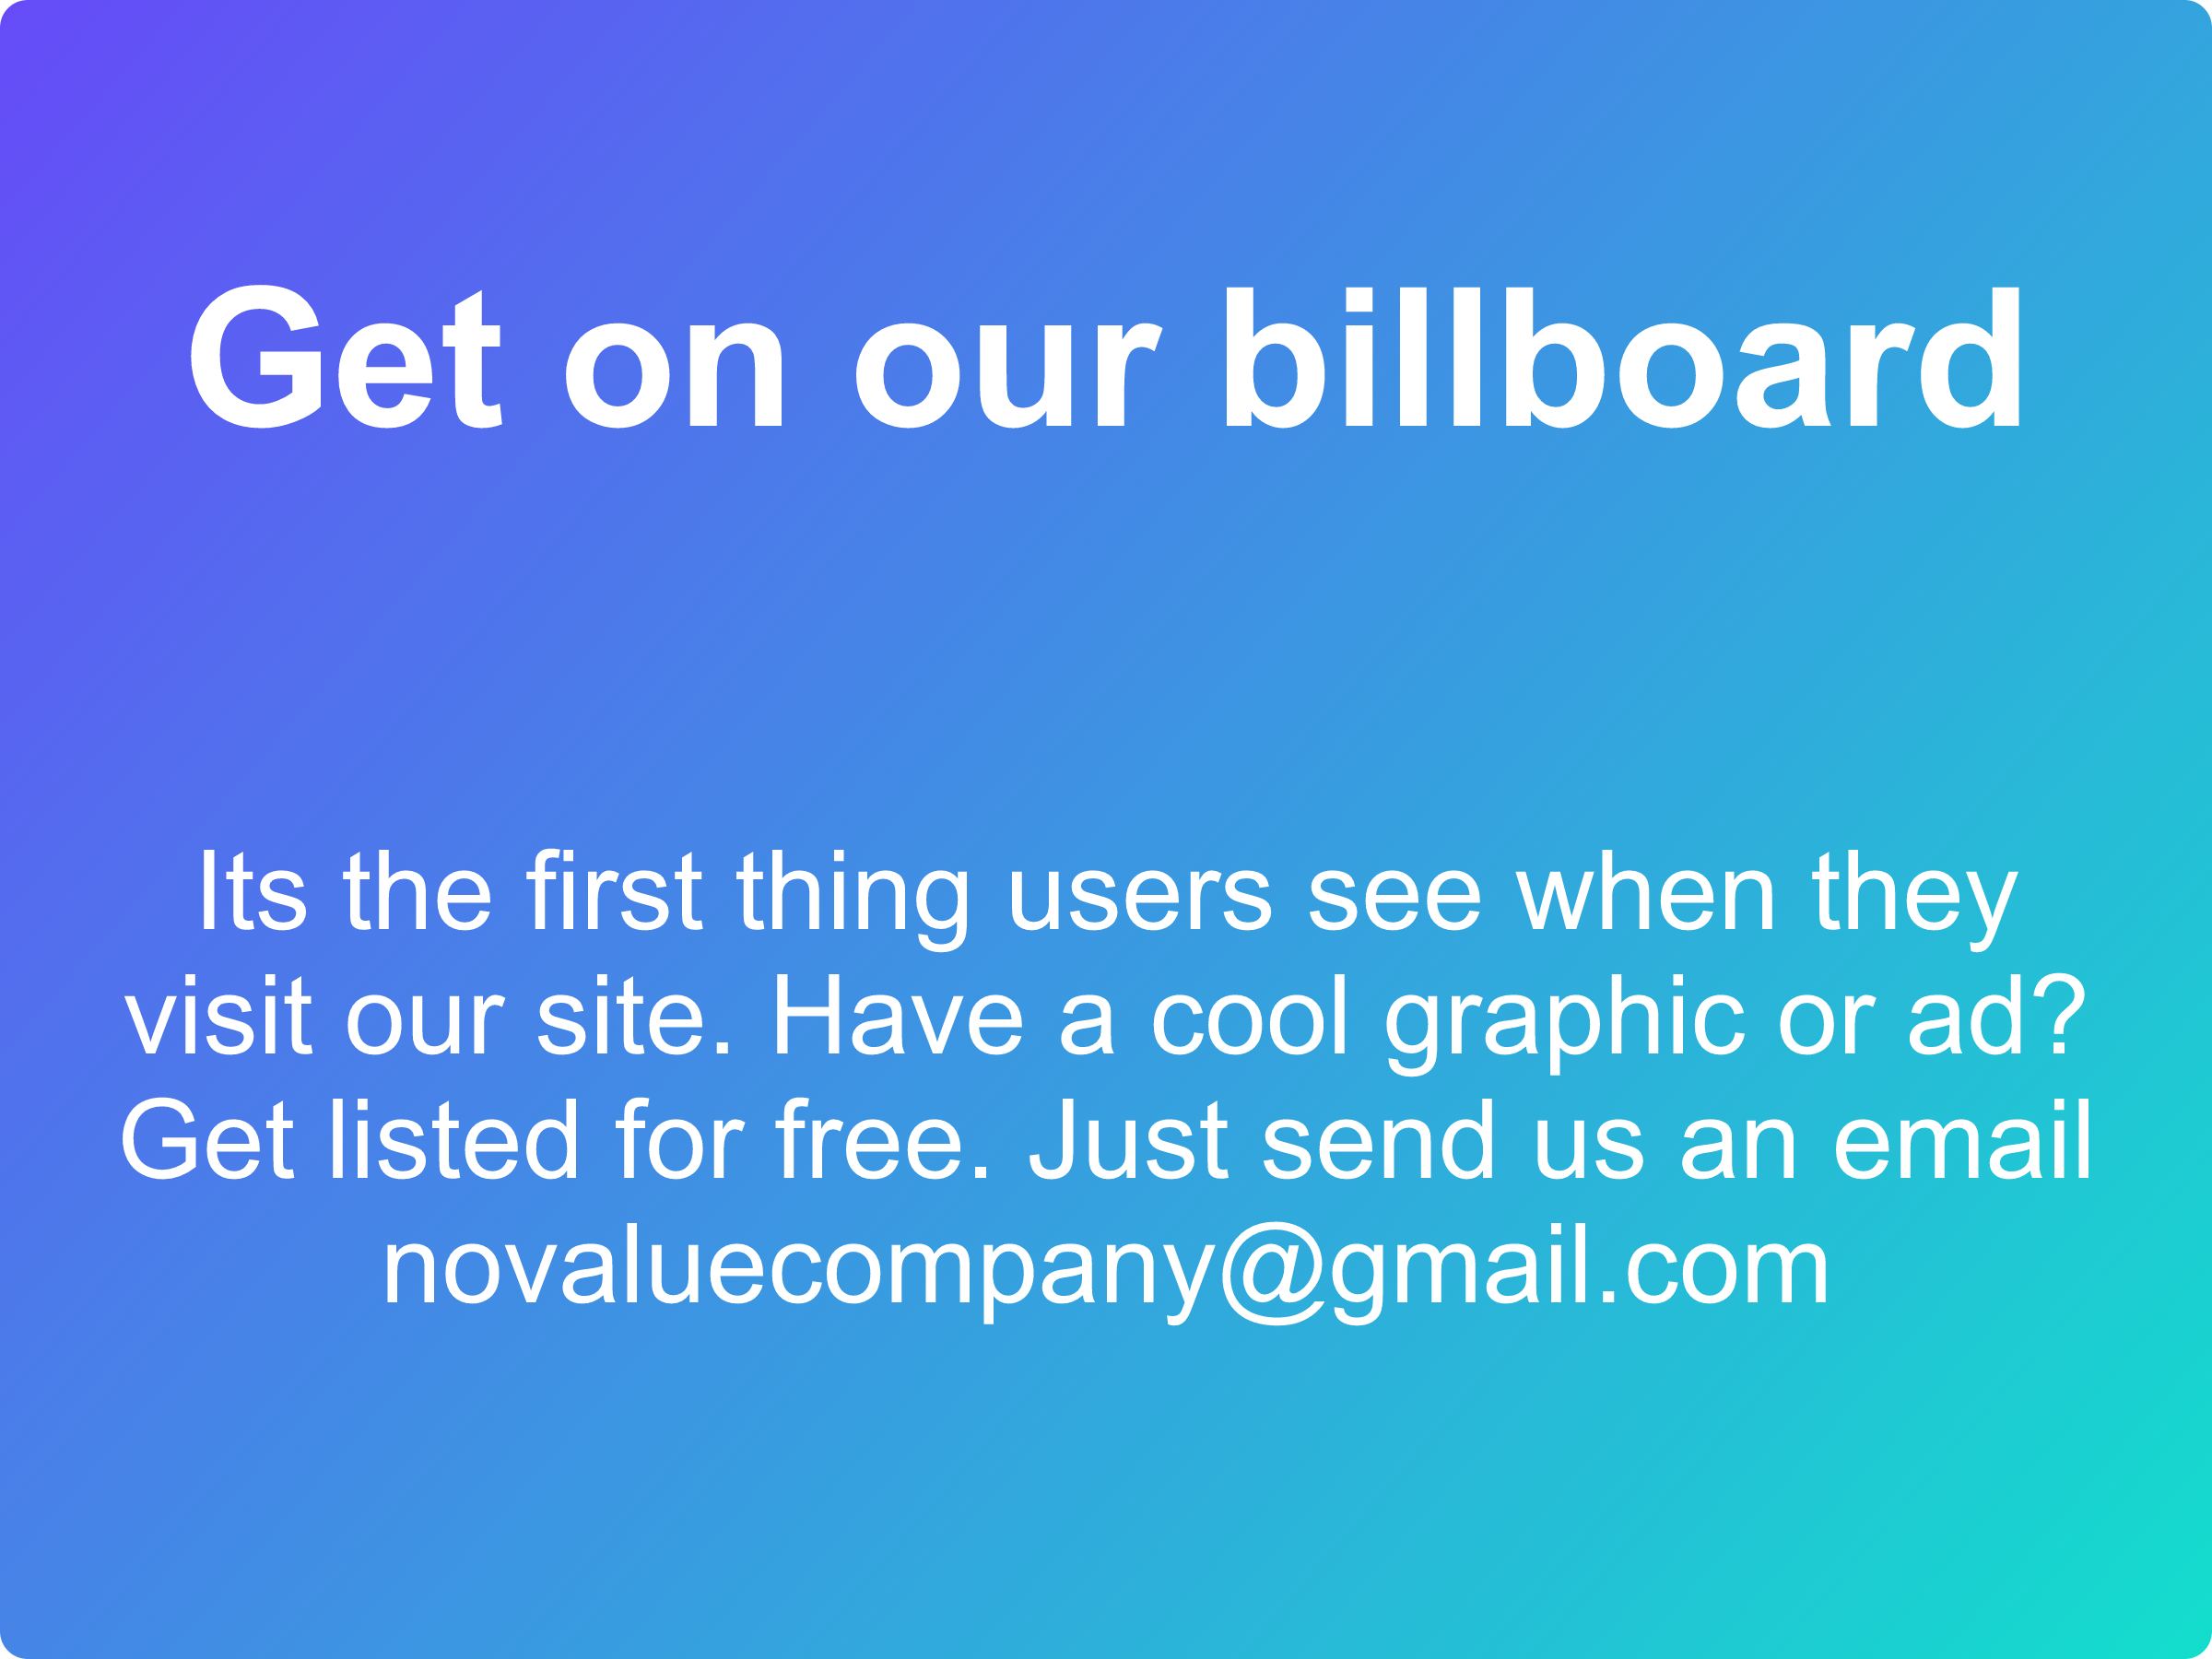 Get on our billboard
Its the first thing users see when they
visit our site. Have a cool graphic or ad?
Get listed for free. Just send us an email
novaluecompany@gmail.com